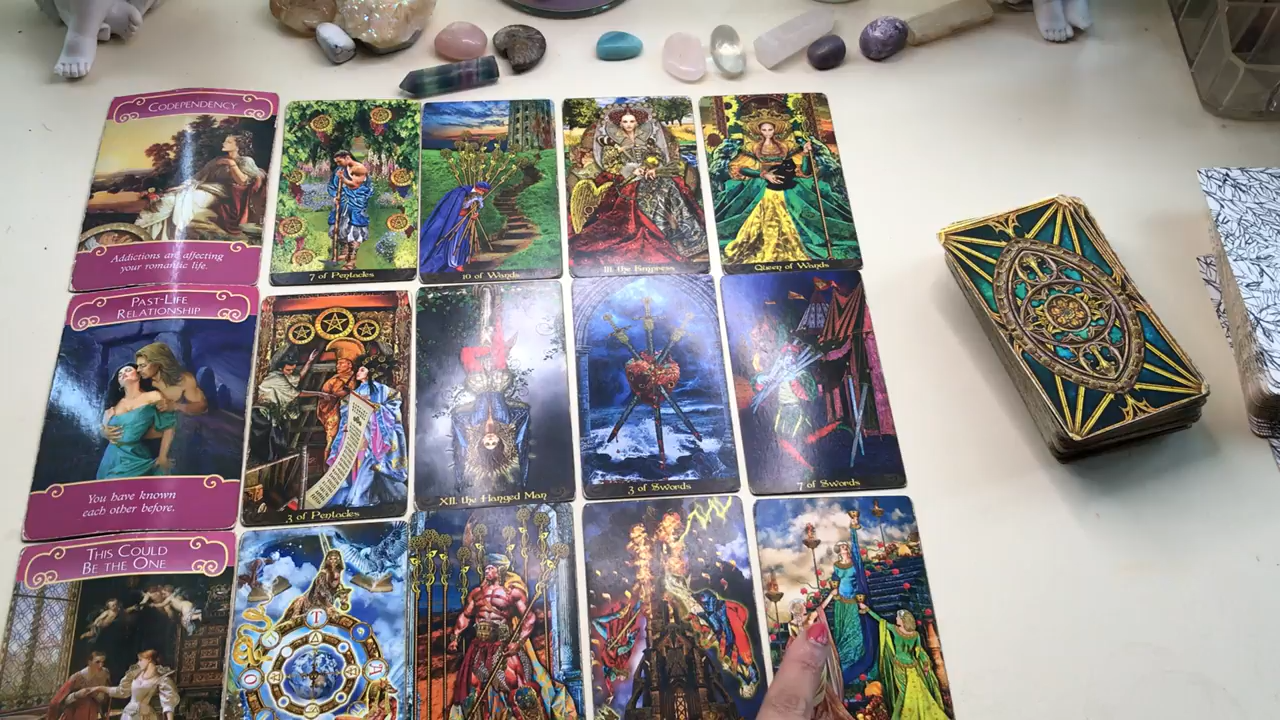 CODEPENDENCY
Addictions are affecting
your romantic life.
7 of Pentacles
10 of Wands
III. the Empress
Queen of Wands
PAST-LIFE
RELATIONSHIP
You have known
each other before.
3 of Pentacles
XII. the Hanged Man
3 of Swords
7 of Swords
THIS COULD
BE THE ONE